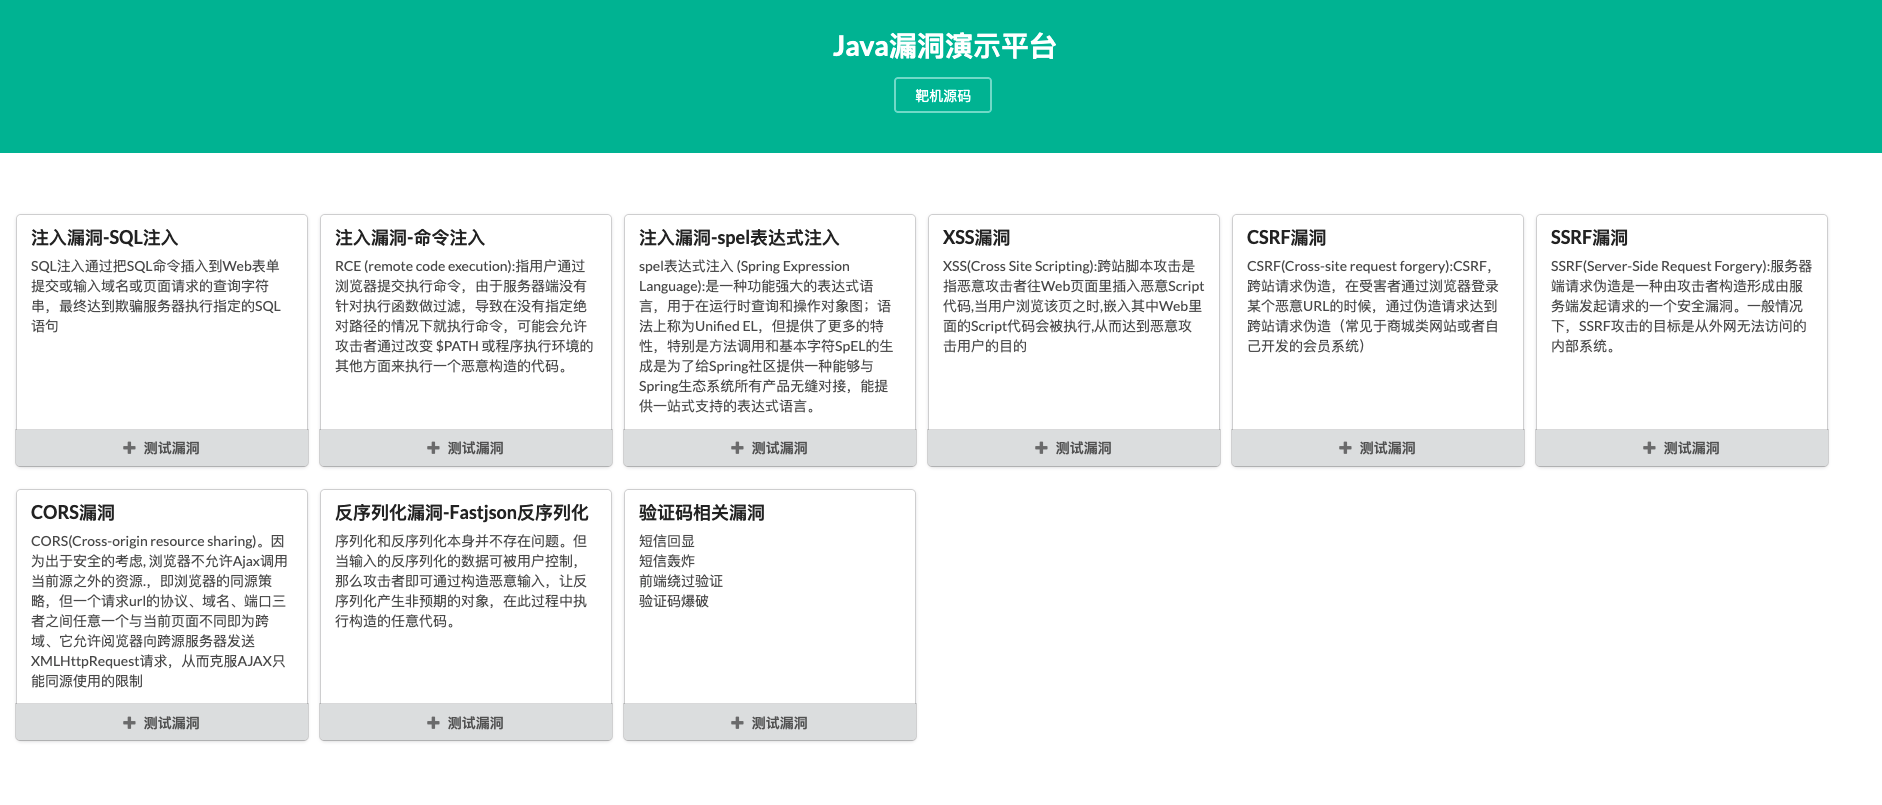 Java漏洞演示平台
靶机源码
注入漏洞-SQL注入
SQL注入通过把SQL命令插入到Web表单
提交或输入域名或页面请求的查询字符
串，最终达到欺骗服务器执行指定的SQL
语句
测试漏洞
注入漏洞-命令注入
RCE (remote code execution):指用户通过
浏览器提交执行命令，由于服务器端没有
针对执行函数做过滤，导致在没有指定绝
对路径的情况下就执行命令，可能会允许
攻击者通过改变 $PATH 或程序执行环境的
其他方面来执行一个恶意构造的代码。
测试漏洞
注入漏洞-spel表达式注入
spel表达式注入 (Spring Expression
Language):是一种功能强大的表达式语
言，用于在运行时查询和操作对象图；语
法上称为Unified EL，但提供了更多的特
性，特别是方法调用和基本字符SpEL的生
成是为了给Spring社区提供一种能够与
Spring生态系统所有产品无缝对接，能提
供一站式支持的表达式语言。
测试漏洞
XSS漏洞
XSS(Cross Site Scripting):跨站脚本攻击是
指恶意攻击者往Web页面里插入恶意Script
代码,当用户浏览该页之时,嵌入其中Web里
面的Script代码会被执行,从而达到恶意攻
击用户的目的
测试漏洞
CSRF漏洞
CSRF(Cross-site request forgery):CSRF，
跨站请求伪造，在受害者通过浏览器登录
某个恶意URL的时候，通过伪造请求达到
跨站请求伪造（常见于商城类网站或者自
己开发的会员系统）
测试漏洞
SSRF漏洞
SSRF(Server-Side Request Forgery):服务器
端请求伪造是一种由攻击者构造形成由服
务端发起请求的一个安全漏洞。一般情况
下，SSRF攻击的目标是从外网无法访问的
内部系统。
测试漏洞
CORS漏洞
CORS(Cross-origin resource sharing)。因
为出于安全的考虑, 浏览器不允许Ajax调用
当前源之外的资源.，即浏览器的同源策
略，但一个请求url的协议、域名、端口三
者之间任意一个与当前页面不同即为跨
域、它允许阅览器向跨源服务器发送
XMLHttpRequest请求，从而克服AJAX只
能同源使用的限制
测试漏洞
反序列化漏洞-Fastjson反序列化
序列化和反序列化本身并不存在问题。但
当输入的反序列化的数据可被用户控制，
那么攻击者即可通过构造恶意输入，让反
序列化产生非预期的对象，在此过程中执
行构造的任意代码。
测试漏洞
验证码相关漏洞
短信回显
短信轰炸
前端绕过验证
验证码爆破
测试漏洞